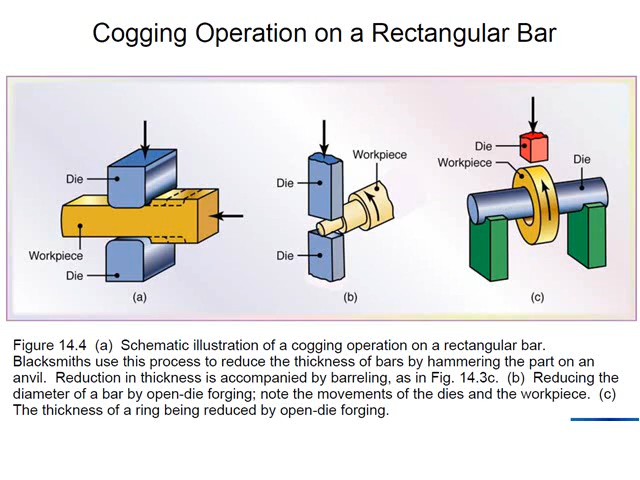 Cogging Operation on a Rectangular Bar
Die
Workpiece
Die
(a)
Die
Workpiece
Die
(b)
Die
Workpiece
Die
(c)
Figure 14.4 (a) Schematic illustration of a cogging operation on a rectangular bar.
Blacksmiths use this process to reduce the thickness of bars by hammering the part on an
anvil. Reduction in thickness is accompanied by barreling, as in Fig. 14.3c. (b) Reducing the
diameter of a bar by open-die forging; note the movements of the dies and the workpiece. (c)
The thickness of a ring being reduced by open-die forging.